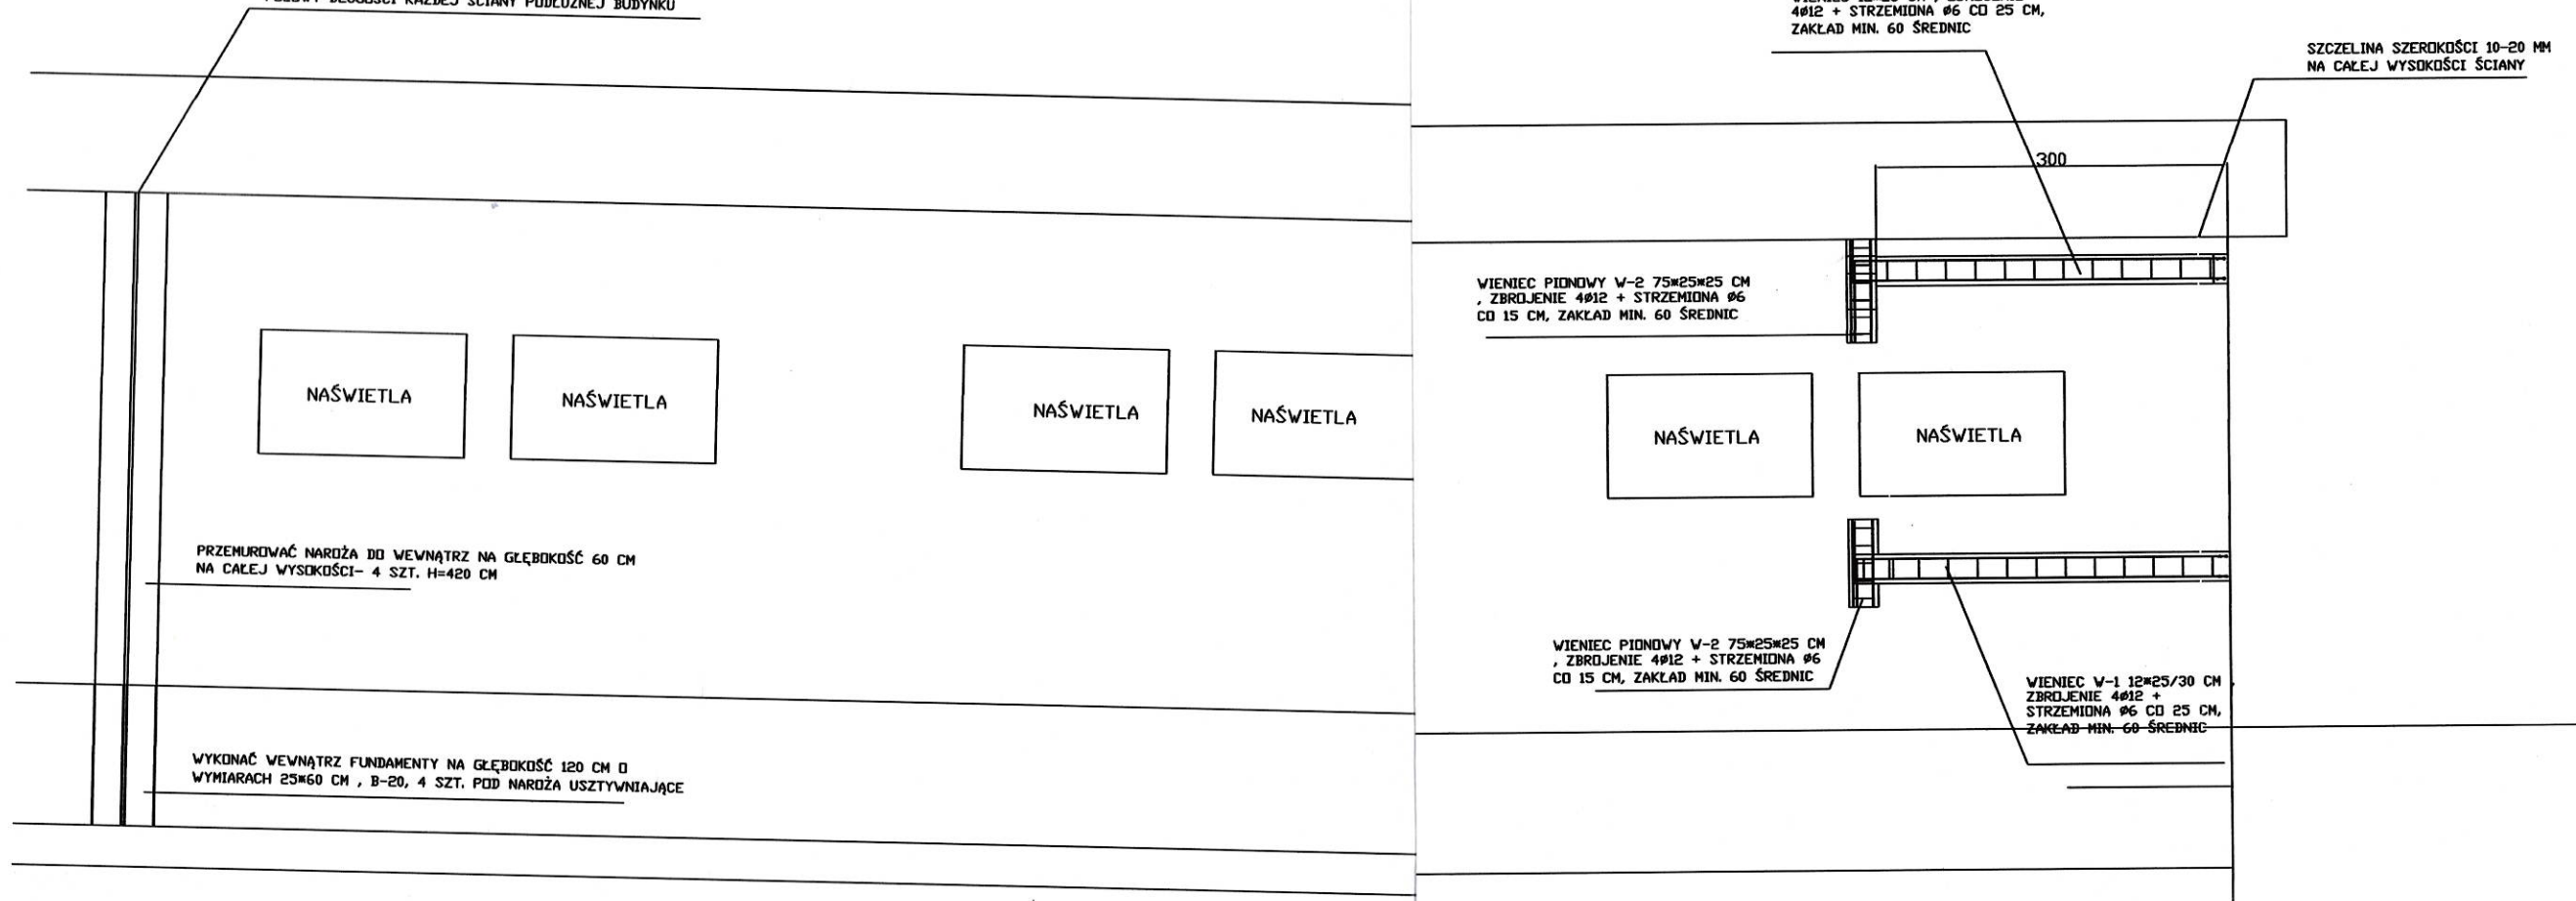 DŁUGOŚCI KAŻDEJ ŚCIANY PODŁUŻNEJ BUDYNKU
4ø12 + STRZEMIONA ø6 CO 25 CM,
ZAKŁAD MIN. 60 ŚREDNIC
SZCZELINA SZEROKOŚCI 10-20 MM
NA CAŁEJ WYSOKOŚCI ŚCIANY
300
WIENIEC PIONOWY W-2 75*25*25 CM
, ZBROJENIE 4ø12 + STRZEMIONA ø6
CO 15 CM, ZAKŁAD MIN. 60 ŚREDNIC
NAŚWIETLA
NAŚWIETLA
NAŚWIETLA
NAŚWIETLA
NAŚWIETLA
NAŚWIETLA
PRZEMUROWAĆ NAROŻA DO WEWNĄTRZ NA GŁĘBOKOŚĆ 60 CM
NA CAŁEJ WYSOKOŚCI- 4 SZT. H=420 CM
WIENIEC PIONOWY W-2 75*25*25 CM
, ZBROJENIE 4ø12 + STRZEMIONA ø6
CO 15 CM, ZAKŁAD MIN. 60 ŚREDNIC
WIENIEC W-1 12*25/30 CM ,
ZBROJENIE 4ø12 +
STRZEMIONA ø6 CO 25 CM,
ZAKŁAD MIN. 60 ŚREDNIC
WYKONAĆ WEWNĄTRZ FUNDAMENTY NA GŁĘBOKOŚĆ 120 CM O
WYMIARACH 25*60 CM , B-20, 4 SZT. POD NAROŻA USZTYWNIAJĄCE